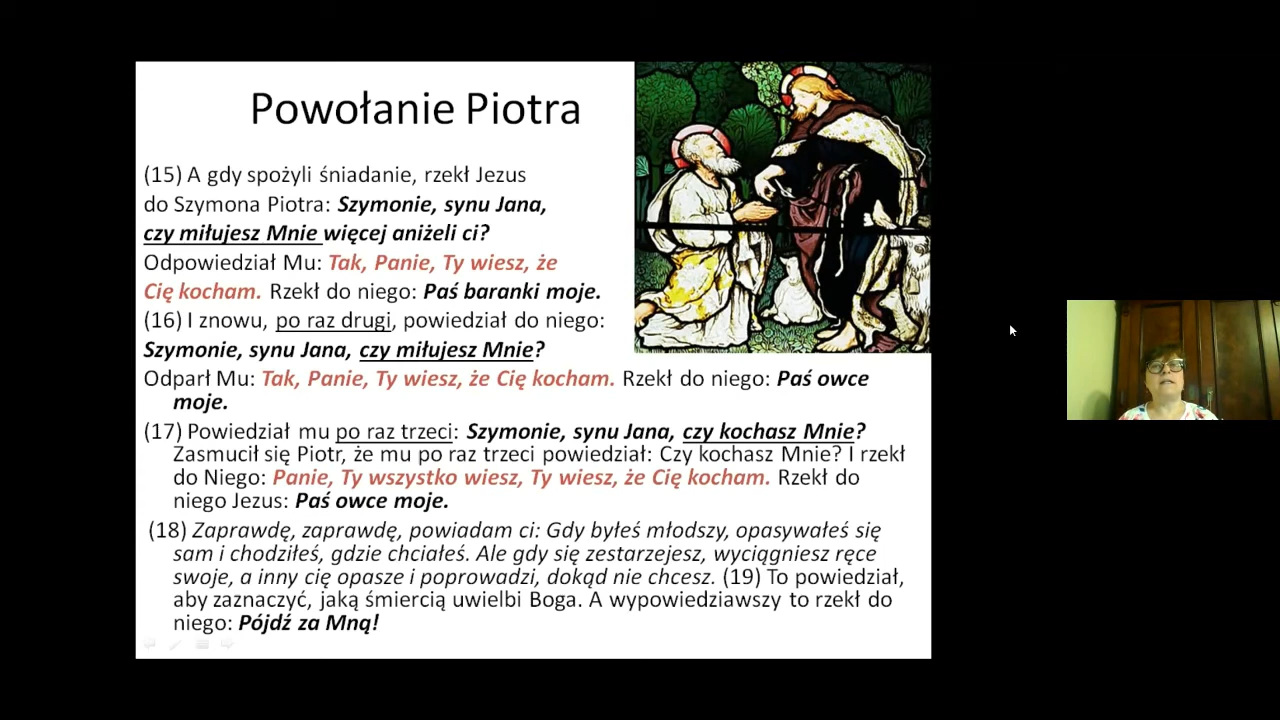 Powołanie Piotra
(15) A gdy spożyli śniadanie, rzekł Jezus
do Szymona Piotra: Szymonie, synu Jana,
czy miłujesz Mnie więcej aniżeli ci?
Odpowiedział Mu: Tak, Panie, Ty wiesz, że
Cię kocham. Rzekł do niego: Paś baranki moje.
(16) I znowu, po raz drugi, powiedział do niego:
Szymonie, synu Jana, czy miłujesz Mnie?
Odparł Mu: Tak, Panie, Ty wiesz, że Cię kocham. Rzekł do niego: Paś owce
moje.
(17) Powiedział mu po raz trzeci: Szymonie, synu Jana, czy kochasz Mnie?
Zasmucił się Piotr, że mu po raz trzeci powiedział: Czy kochasz Mnie? I rzekł
do Niego: Panie, Ty wszystko wiesz, Ty wiesz, że Cię kocham. Rzekł do
niego Jezus: Paś owce moje.
(18) Zaprawdę, zaprawdę, powiadam ci: Gdy byłeś młodszy, opasywałeś się
sam i chodziłeś, gdzie chciałeś. Ale gdy się zestarzejesz, wyciągniesz ręce
swoje, a inny cię opasze i poprowadzi, dokąd nie chcesz. (19) To powiedział,
aby zaznaczyć, jaką śmiercią uwielbi Boga. A wypowiedziawszy to rzekł do
niego: Pójdź za Mną!